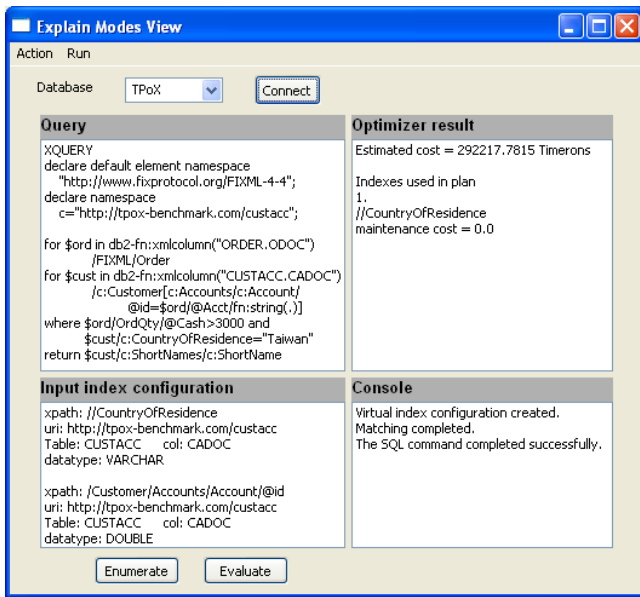 Explain Modes View
Action Run
Database TPoX Connect
Query
XQUERY
declare default element namespace
"http://www.fixprotocol.org/FIXML-4-4";
declare namespace
c="http://tpox-benchmark.com/custacc";
for $ord in db2-fn:xmlcolumn("ORDER.ODOC")
/FIXML/Order
for $cust in db2-fn:xmlcolumn("CUSTACC.CADOC")
/c:Customer[c:Accounts/c:Account/
@id=$ord/@Acct/fn:string(.)]
where $ord/OrdQty/@Cash>3000 and
$cust/c:CountryOfResidence="Taiwan"
return $cust/c:ShortNames/c:ShortName
Optimizer result
Estimated cost = 292217.7815 Timerons
Indexes used in plan
1.
//CountryOfResidence
maintenance cost = 0.0
Input index configuration
xpath: //CountryOfResidence
uri: http://tpox-benchmark.com/custacc
Table: CUSTACC col: CADOC
datatype: VARCHAR
xpath: /Customer/Accounts/Account/@id
uri: http://tpox-benchmark.com/custacc
Table: CUSTACC col: CADOC
datatype: DOUBLE
Console
Virtual index configuration created.
Matching completed.
The SQL command completed successfully.
Enumerate Evaluate